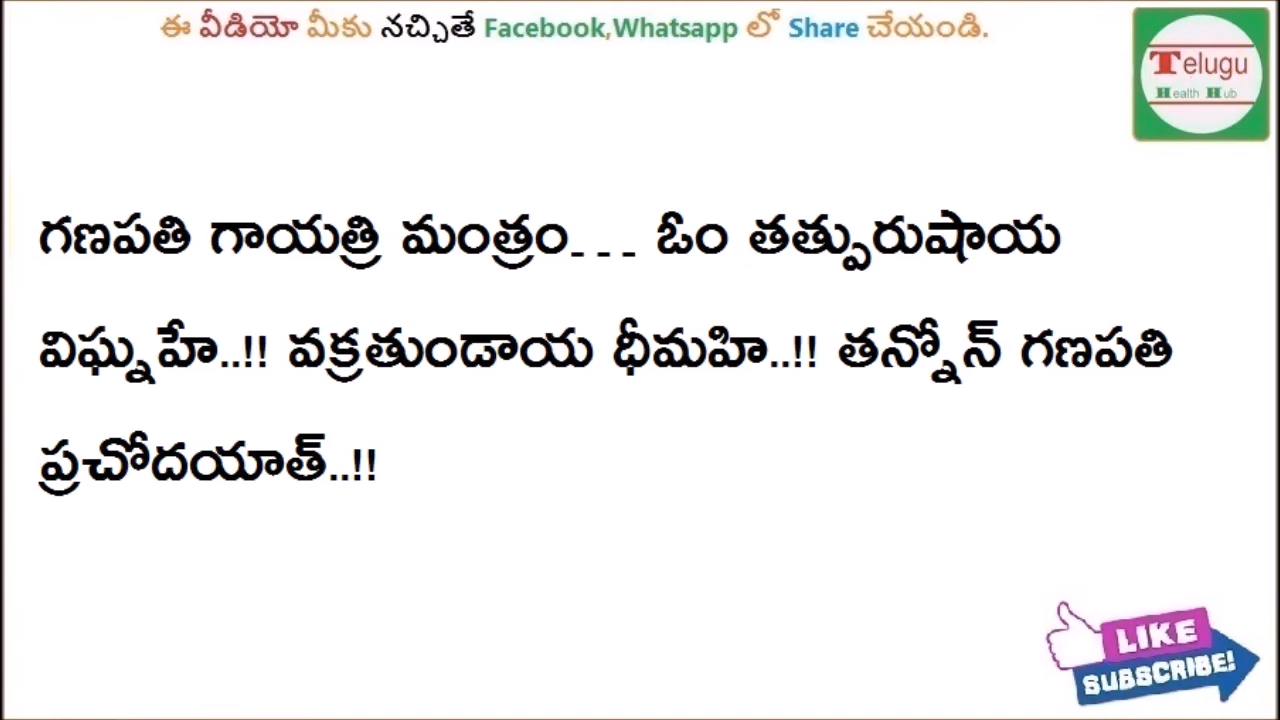 ఈ వీడియో మీకు నచ్చితే Facebook,Whatsapp లో Share చేయండి.
Telugu
Health Hub
గణపతి గాయత్రి మంత్రం- - - ఓం తత్పురుషాయ
విఘ్నహే..!! వక్రతుండాయ ధీమహి..!! తన్నోన్ గణపతి
ప్రచోదయాత్..!!
LIKE
SUBSCRIBE!